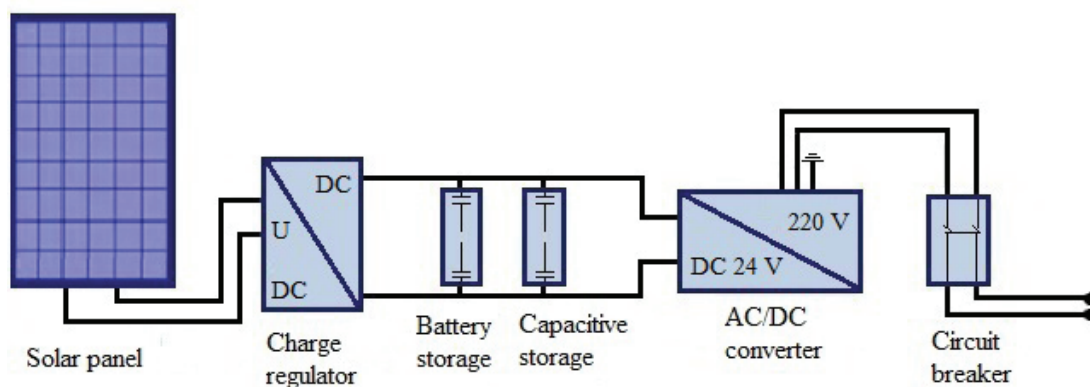 DC
U
DC
220 V
DC 24 V
Solar panel
Charge
regulator
Battery
storage
Capacitive
storage
AC/DC
converter
Circuit
breaker